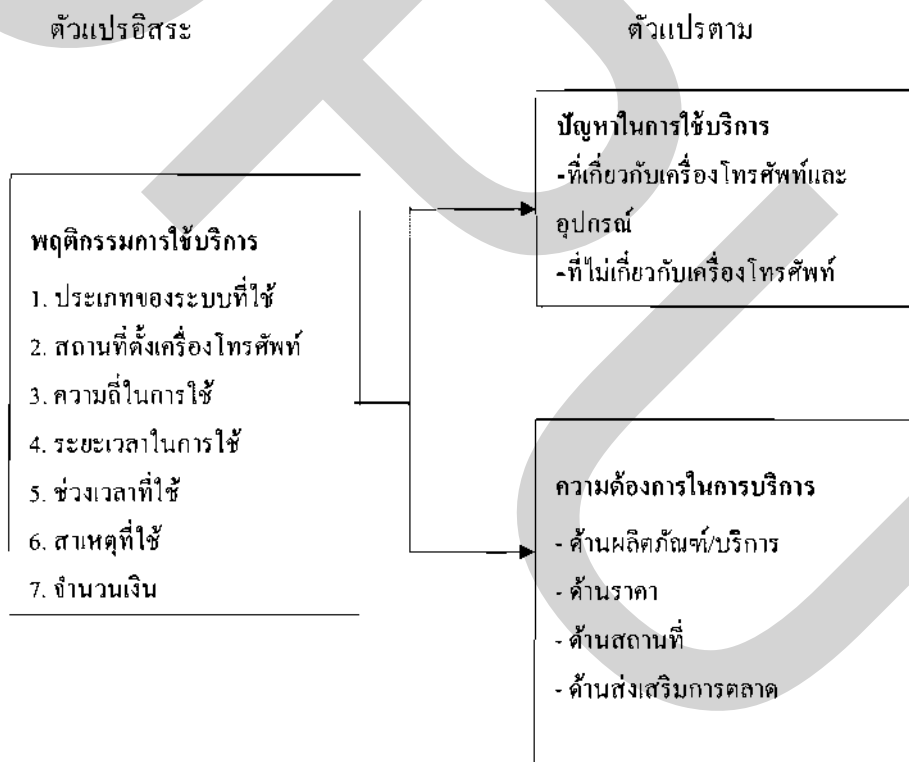 ตัวแปรอิสระ
ตัวแปรตาม
พฤติกรรมการใช้บริการ
1. ประเภทของระบบที่ใช้
2. สถานที่ตั้งเครื่องโทรศัพท์
3. ความถี่ในการใช้
4. ระยะเวลาในการใช้
5. ช่วงเวลาที่ใช้
6. สาเหตุที่ใช้
7. จำนวนเงิน
ปัญหาในการใช้บริการ
-ที่เกี่ยวกับเครื่องโทรศัพท์และ
อุปกรณ์
-ที่ไม่เกี่ยวกับเครื่องโทรศัพท์
ความต้องการในการบริการ
- ด้านผลิตภัณฑ์/บริการ
- ด้านราคา
- ด้านสถานที่
- ด้านส่งเสริมการตลาด